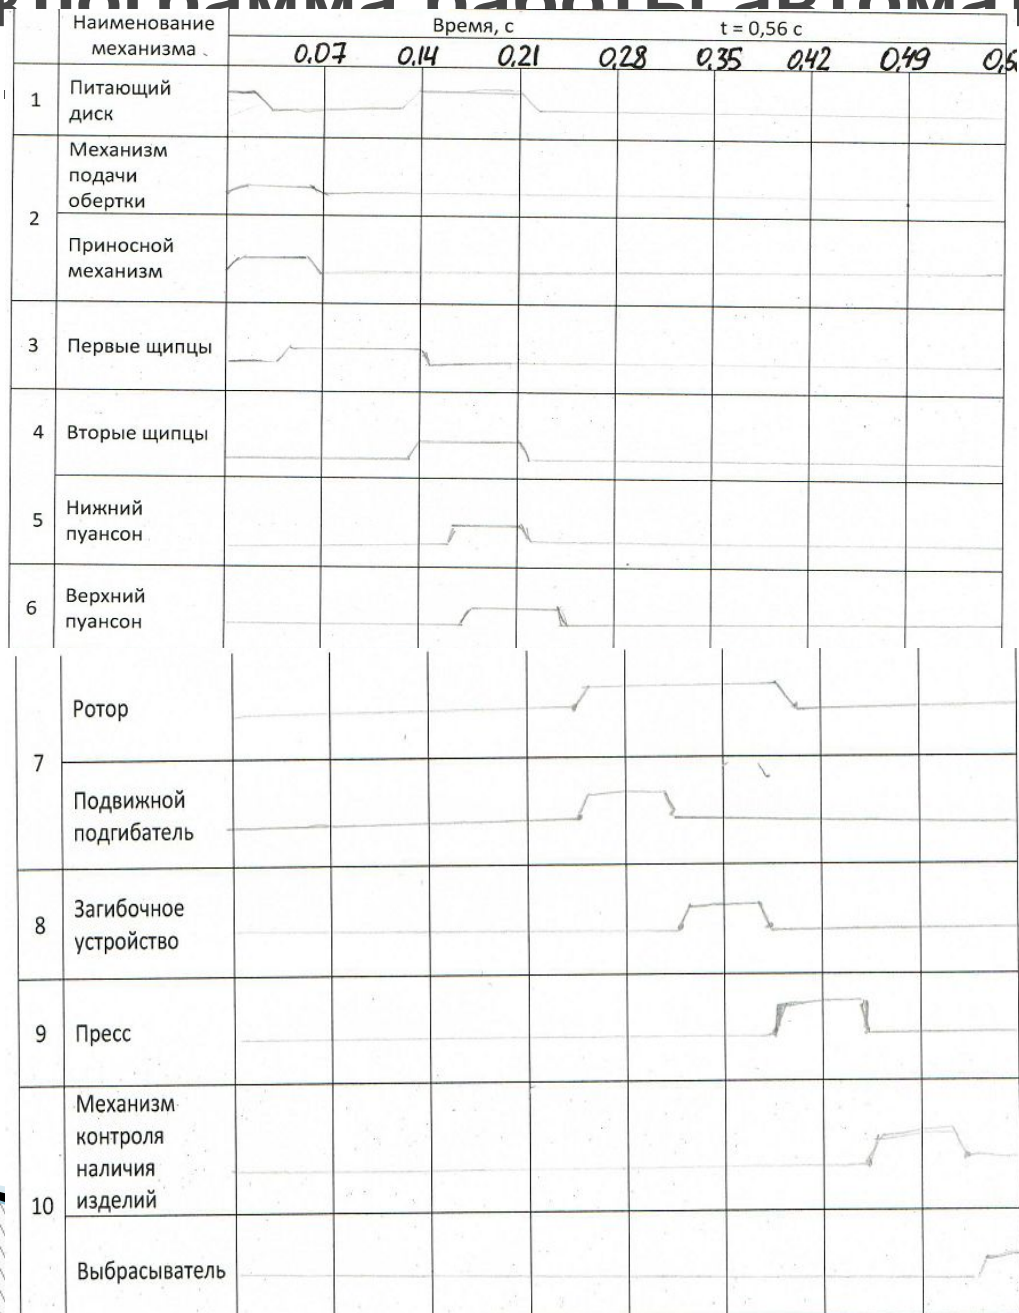 Наименование
механизма
Время, с
t = 0,56 с
0.07 0,14 0,21 0,28 0,35 0,42 0,49
1
Питающий
диск
2
Механизм
подачи
обертки
Приносной
механизм
3
Первые щипцы
4
Вторые щипцы
5
Нижний
пуансон
6
Верхний
пуансон
7
Ротор
Подвижной
подгибатель
8
Загибочное
устройство
9
Пресс
10
Механизм
контроля
наличия
изделий
Выбрасыватель